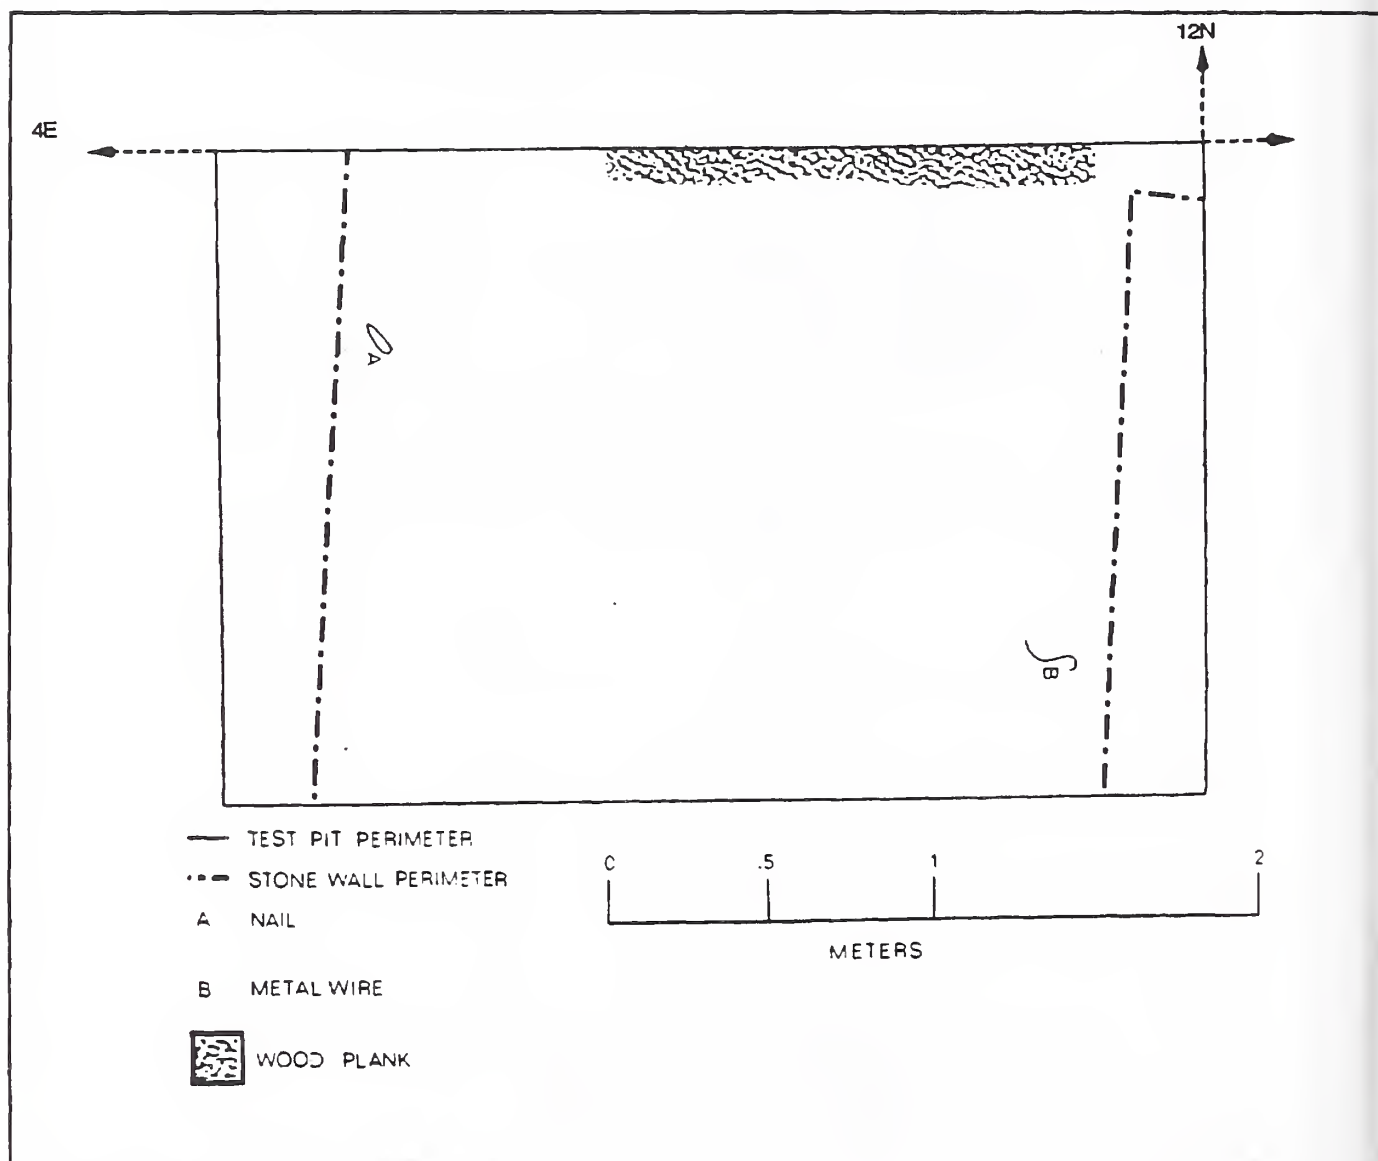 12N
4E
A
B
TEST PIT PERIMETER
STONE WALL PERIMETER
A NAIL
B METAL WIRE
WOOD PLANK
0 .5 1 2
METERS